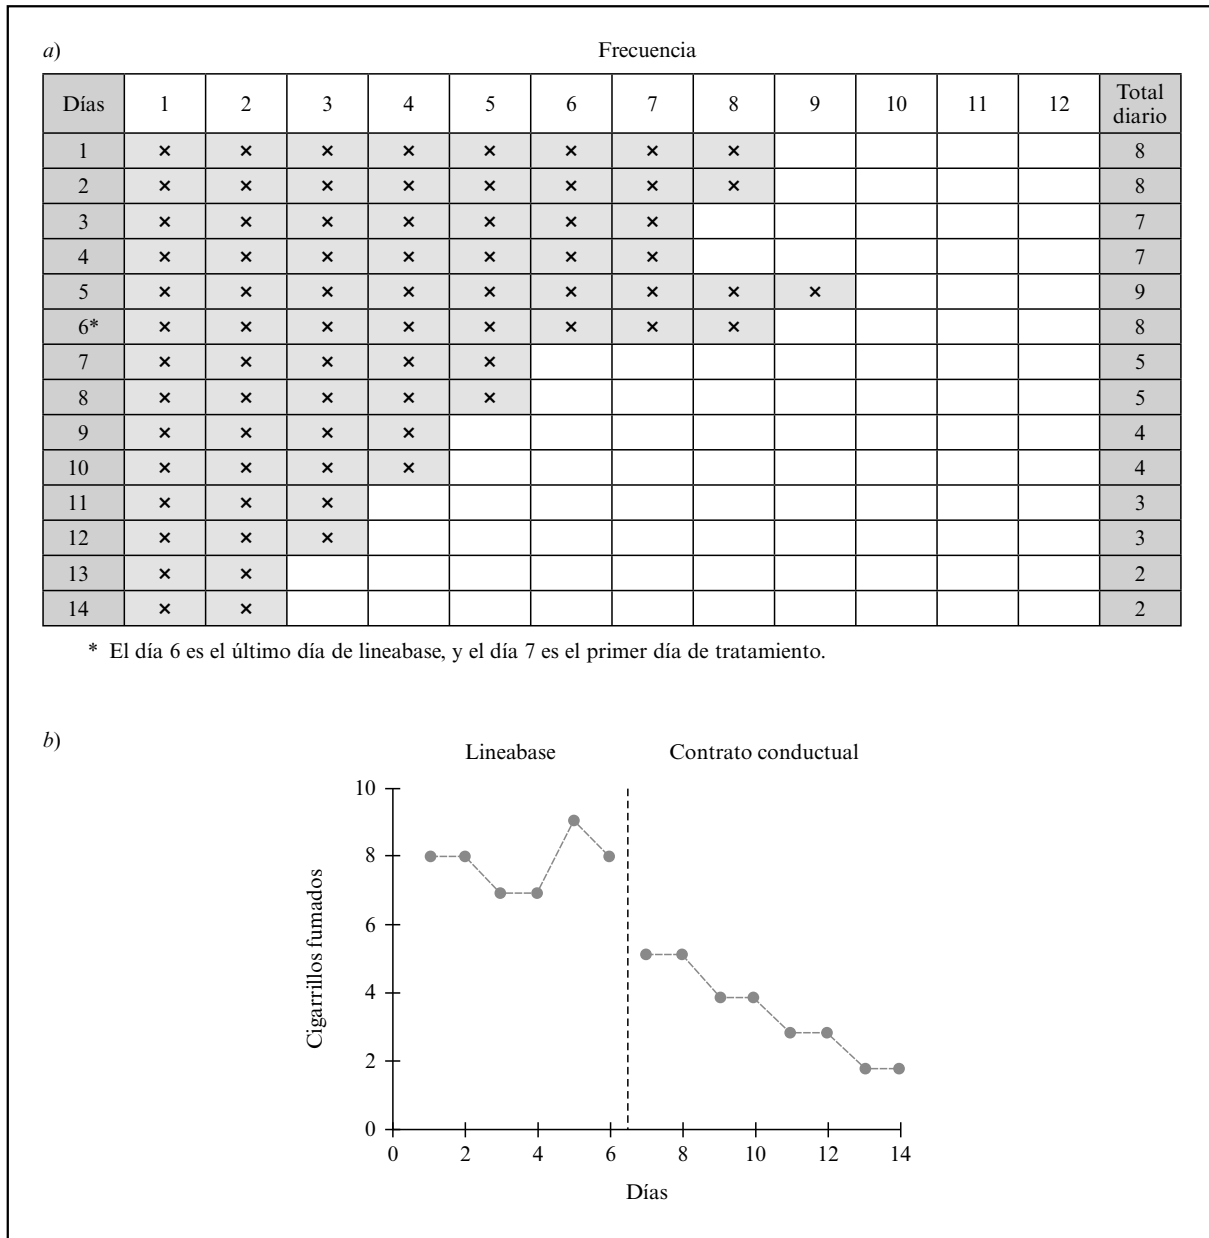 a)
Frecuencia
Días 1 2 3 4 5 6 7 8 9 10 11 12 Total diario
1 × × × × × × × × 8
2 × × × × × × × × 8
3 × × × × × × × 7
4 × × × × × × × 7
5 × × × × × × × × × 9
6* × × × × × × × × 8
7 × × × × × 5
8 × × × × × 5
9 × × × × 4
10 × × × × 4
11 × × × 3
12 × × × 3
13 × × 2
14 × × 2
* El día 6 es el último día de lineabase, y el día 7 es el primer día de tratamiento.
b)
Lineabase Contrato conductual
Cigarrillos fumados
10
8
6
4
2
0
0 2 4 6 8 10 12 14
Días